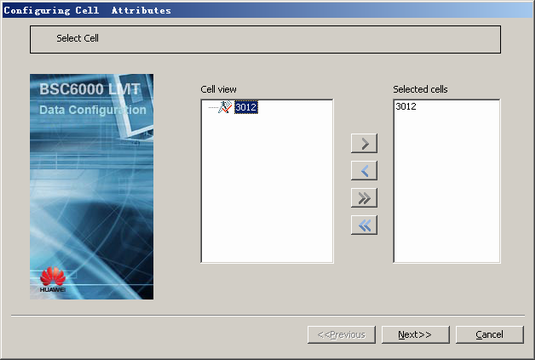 Configuring Cell  Attributes
Select Cell
BSC6000 LMT
Data Configuration
HUAWEI
Cell view
3012
Selected cells
3012
<<Previous
Next>>
Cancel